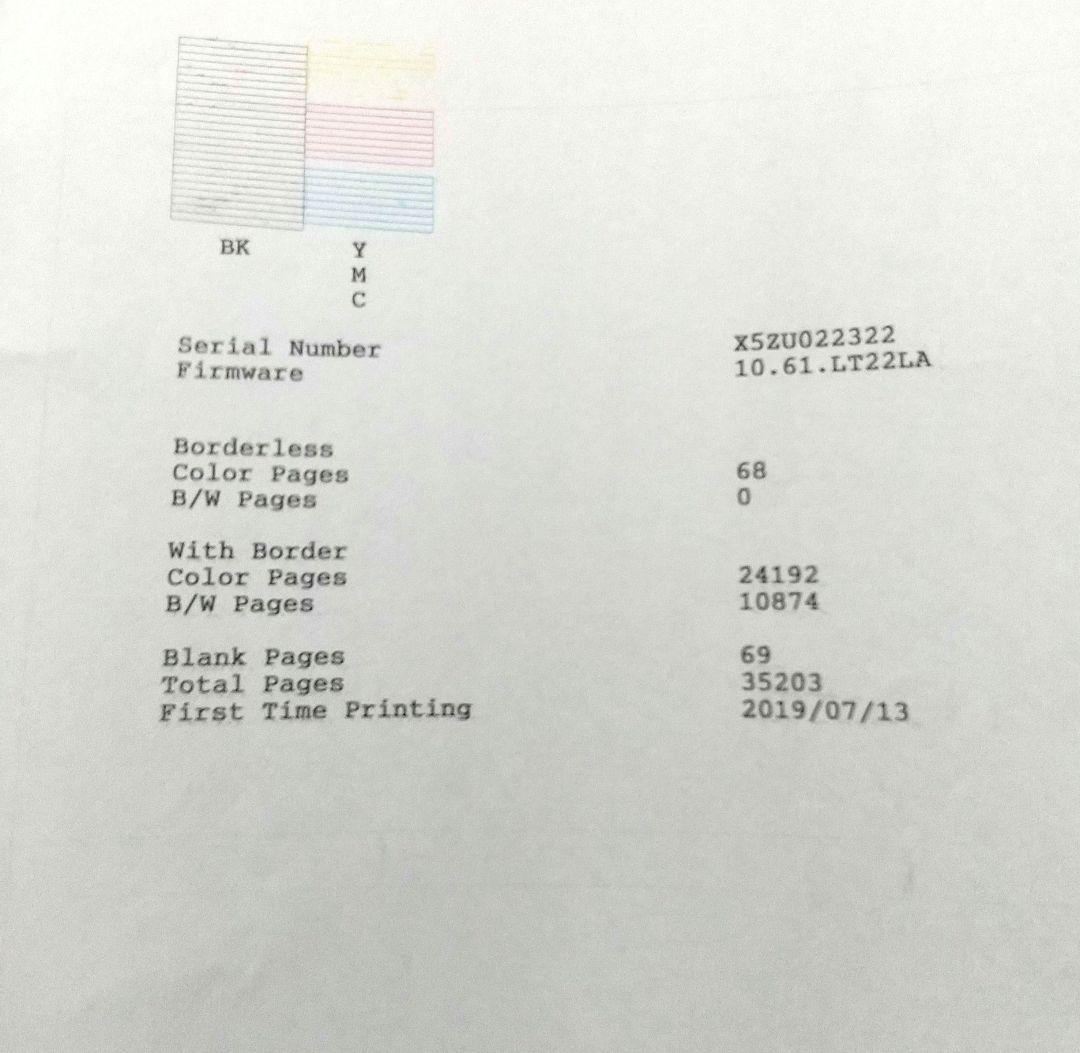 BK Y
M
C
Serial Number X5ZU022322
Firmware 10.61.LT22LA
Borderless
Color Pages 68
B/W Pages 0
With Border
Color Pages 24192
B/W Pages 10874
Blank Pages 69
Total Pages 35203
First Time Printing 2019/07/13